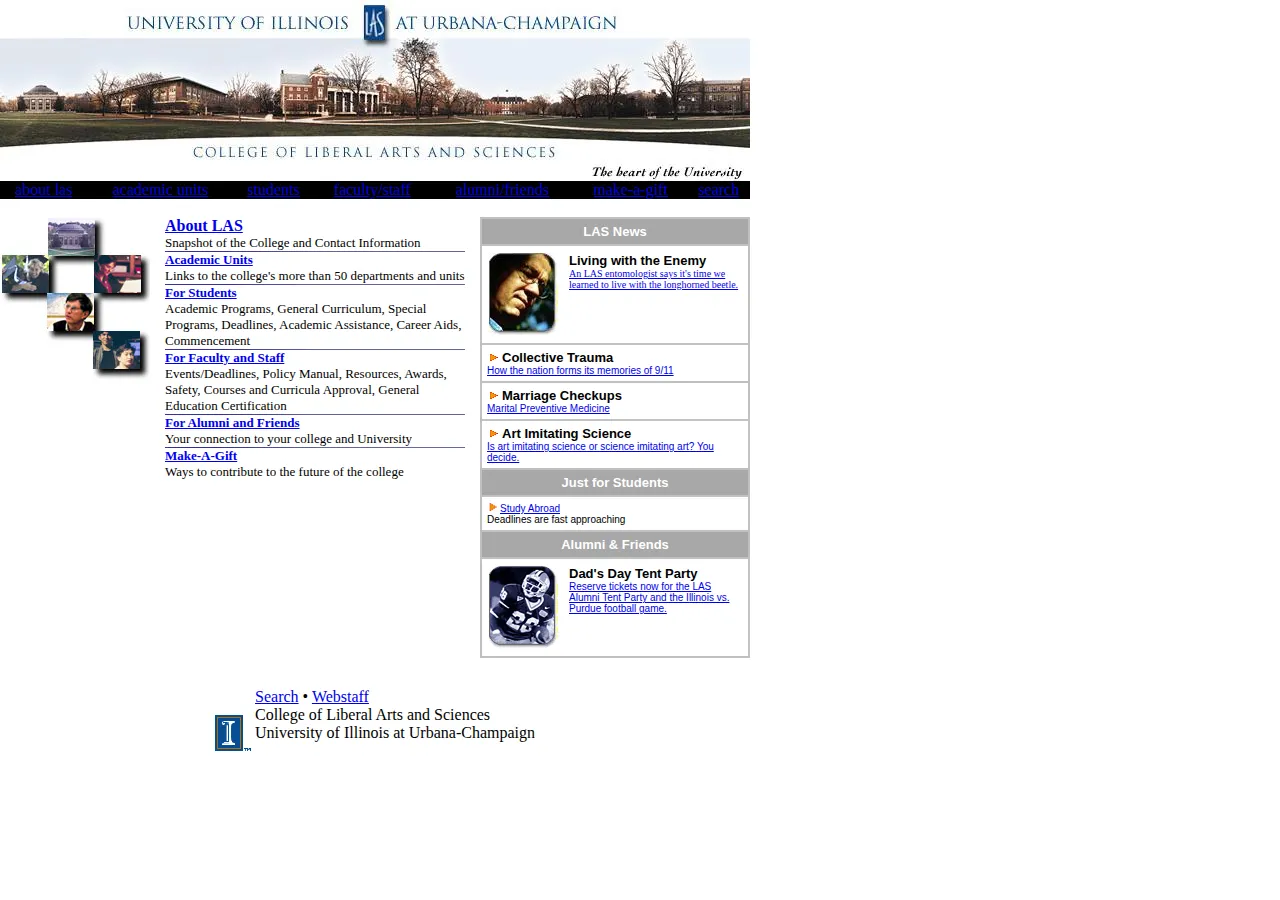 UNIVERSITY OF ILLINOIS LAS AT URBANA-CHAMPAIGN
COLLEGE OF LIBERAL ARTS AND SCIENCES
The heart of the University
about las academic units students faculty/staff alumni/friends make-a-gift search
About LAS
Snapshot of the College and Contact Information
Academic Units
Links to the college's more than 50 departments and units
For Students
Academic Programs, General Curriculum, Special
Programs, Deadlines, Academic Assistance, Career Aids,
Commencement
For Faculty and Staff
Events/Deadlines, Policy Manual, Resources, Awards,
Safety, Courses and Curricula Approval, General
Education Certification
For Alumni and Friends
Your connection to your college and University
Make-A-Gift
Ways to contribute to the future of the college
LAS News
Living with the Enemy
An LAS entomologist says it's time we
learned to live with the longhorned beetle.
Collective Trauma
How the nation forms its memories of 9/11
Marriage Checkups
Marital Preventive Medicine
Art Imitating Science
Is art imitating science or science imitating art? You
decide.
Just for Students
Study Abroad
Deadlines are fast approaching
Alumni & Friends
Dad's Day Tent Party
Reserve tickets now for the LAS
Alumni Tent Party and the Illinois vs.
Purdue football game.
Search • Webstaff
College of Liberal Arts and Sciences
University of Illinois at Urbana-Champaign
I TM